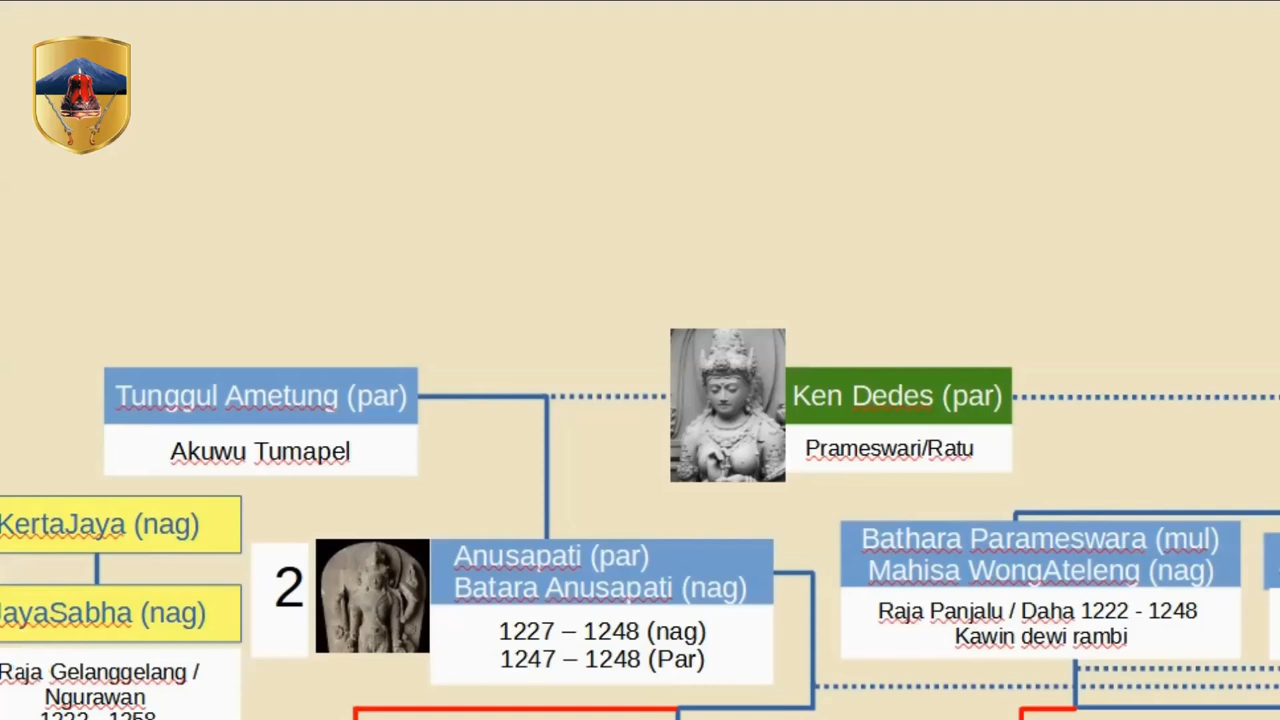 Tunggul Ametung (par)
Akuwu Tumapel
Ken Dedes (par)
Prameswari/Ratu
KertaJaya (nag)
JayaSabha (nag)
Raja Gelanggelang /
Ngurawan
1222 - 1258
2
Anusapati (par)
Batara Anusapati (nag)
1227 – 1248 (nag)
1247 – 1248 (Par)
Bathara Parameswara (mul)
Mahisa WongAteleng (nag)
Raja Panjalu / Daha 1222 - 1248
Kawin dewi rambi